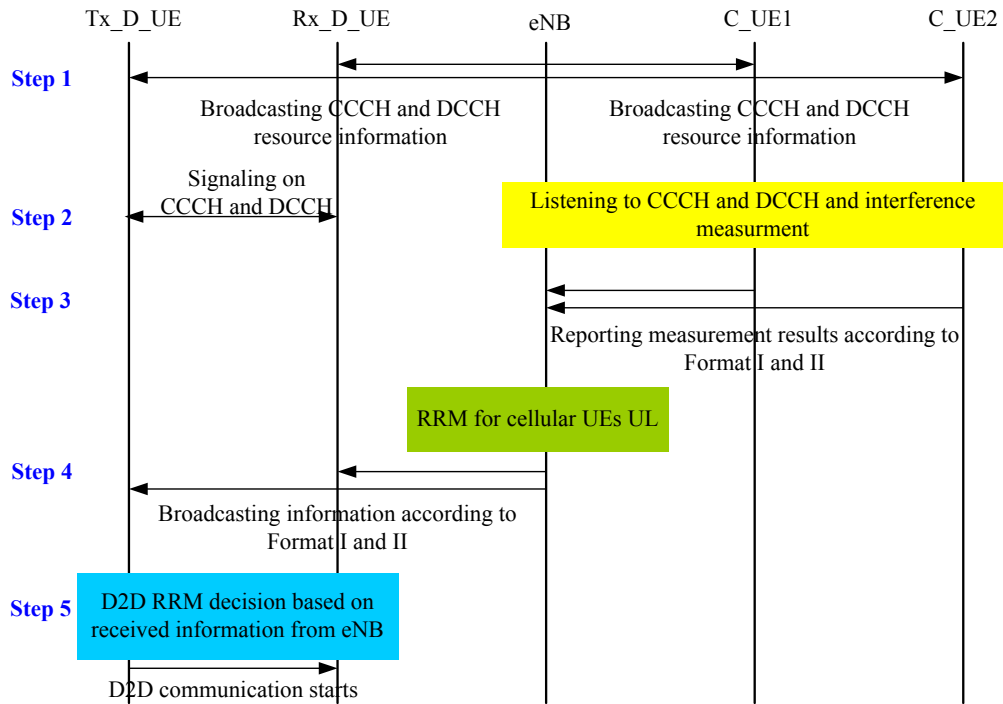 Tx_D_UE
Rx_D_UE
eNB
C_UE1
C_UE2
Step 1
Broadcasting CCCH and DCCH
resource information
Broadcasting CCCH and DCCH
resource information
Signaling on
CCCH and DCCH
Step 2
Listening to CCCH and DCCH and interference
measurment
Step 3
Reporting measurement results according to
Format I and II
RRM for cellular UEs UL
Step 4
Broadcasting information according to
Format I and II
Step 5
D2D RRM decision based on
received information from eNB
D2D communication starts